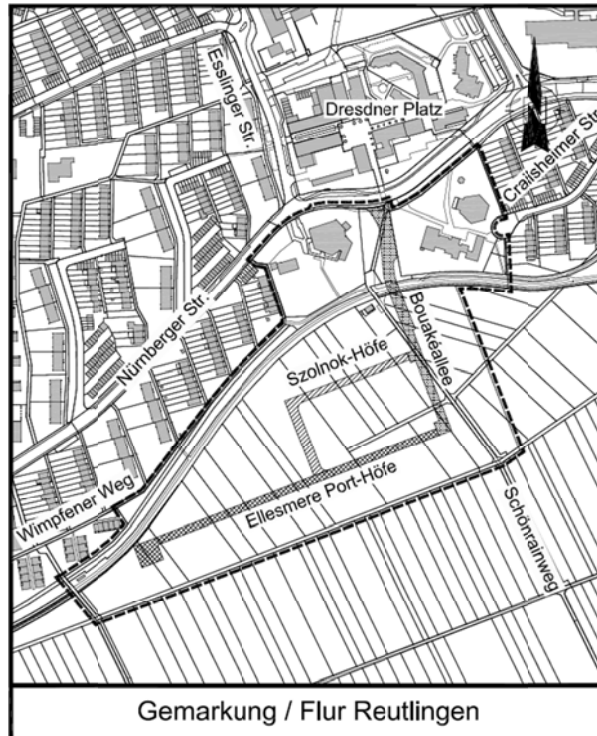 Esslinger Str.
Dresdner Platz
Crailsheimer Str.
Nürnberger Str.
Bouakéallee
Szolnok-Höfe
Wimpfener Weg
Ellesmere Port-Höfe
Schönrainweg
Gemarkung / Flur Reutlingen